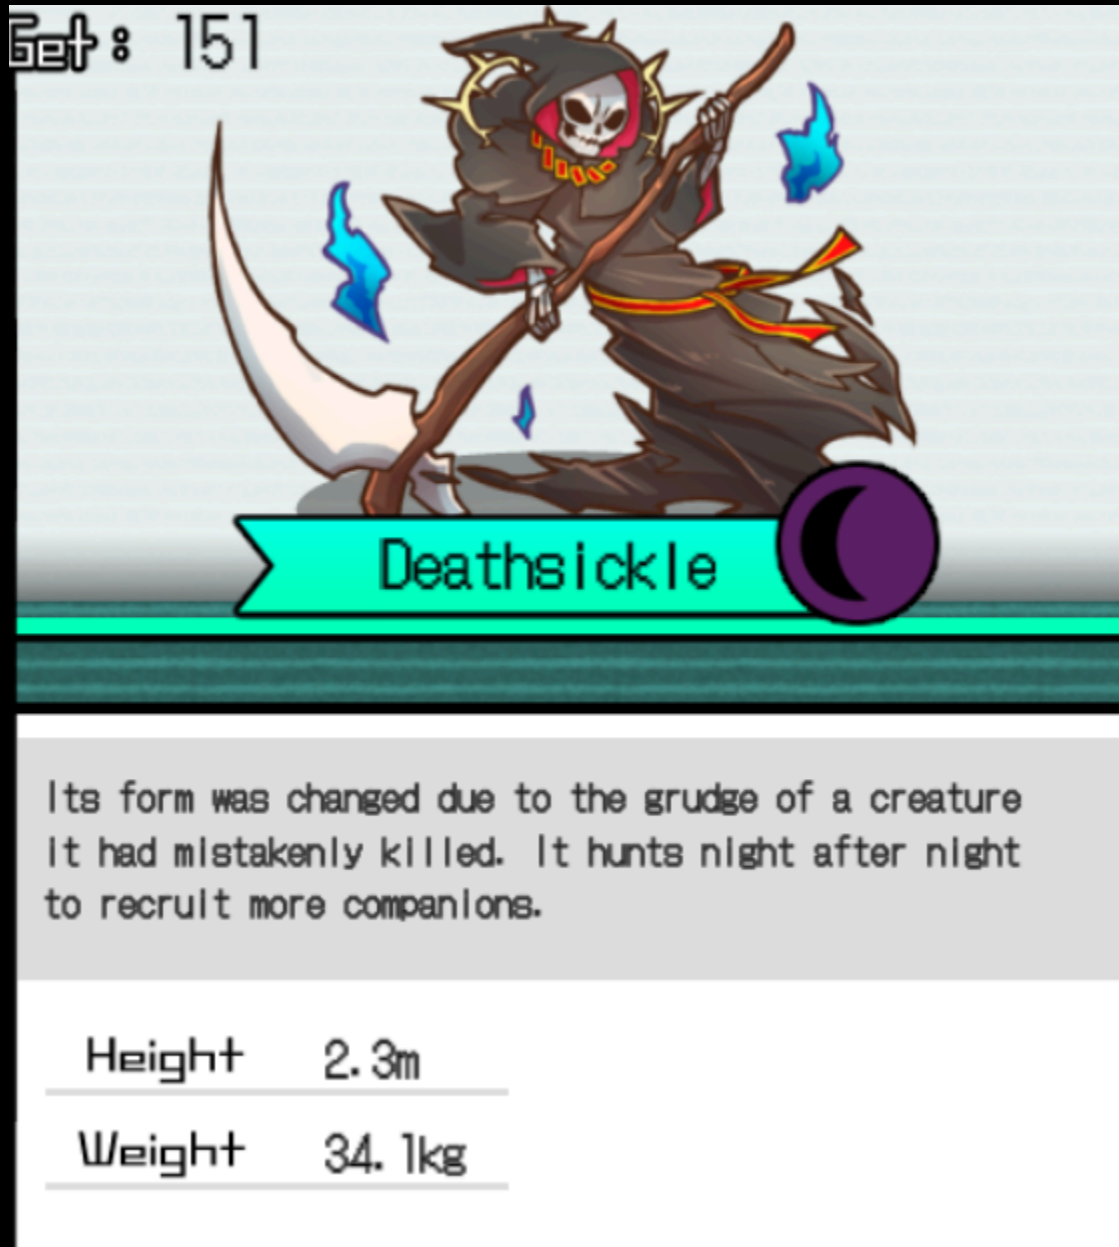 Get: 151
Deathsickle
Its form was changed due to the grudge of a creature
it had mistakenly killed. It hunts night after night
to recruit more companions.
Height 2.3m
Weight 34.1kg